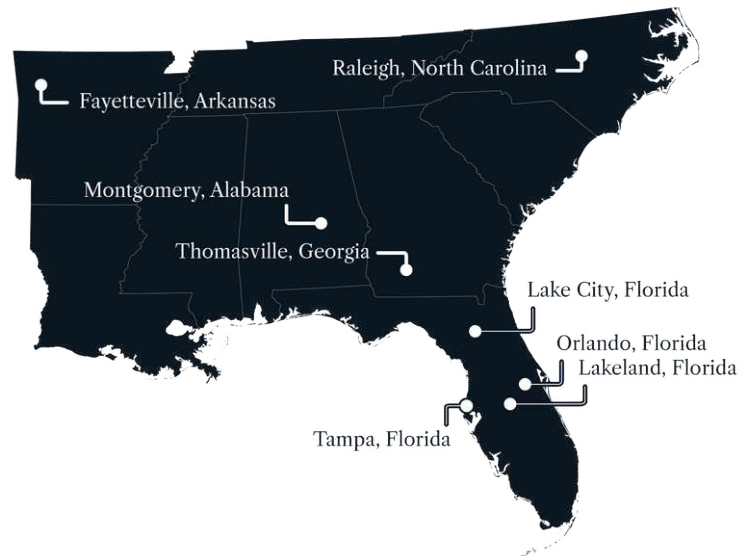 Raleigh, North Carolina
Fayetteville, Arkansas
Montgomery, Alabama
Thomasville, Georgia
Lake City, Florida
Orlando, Florida
Lakeland, Florida
Tampa, Florida